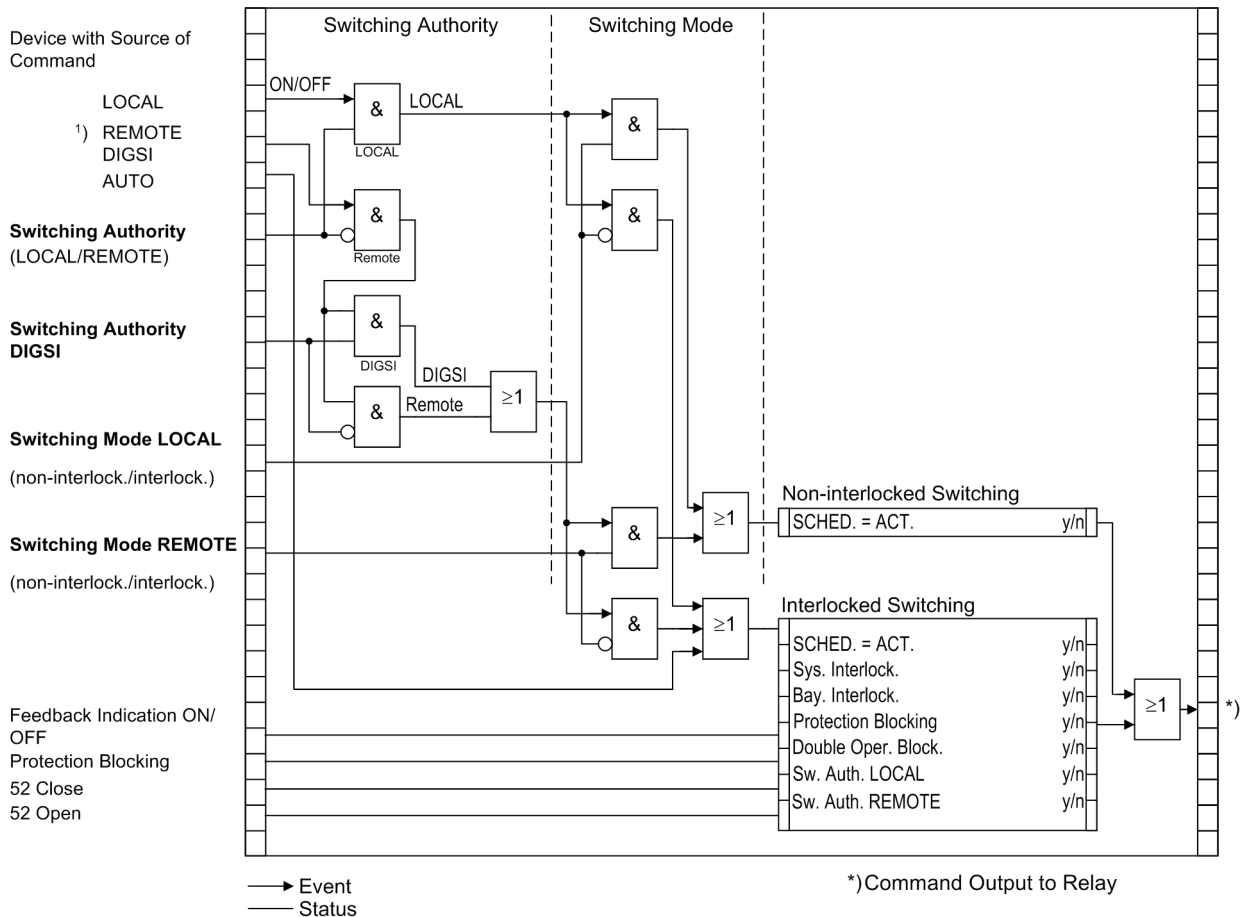 Switching Authority
Switching Mode
Device with Source of
Command
ON/OFF
LOCAL
¹) REMOTE
DIGSI
AUTO
&
LOCAL
LOCAL
&
&
Remote
&
Switching Authority
(LOCAL/REMOTE)
Switching Authority
DIGSI
&
DIGSI
DIGSI
&
Remote
≥1
Switching Mode LOCAL
(non-interlock./interlock.)
Switching Mode REMOTE
(non-interlock./interlock.)
&
≥1
Non-interlocked Switching
SCHED. = ACT. y/n
&
≥1
Interlocked Switching
SCHED. = ACT. y/n
Sys. Interlock. y/n
Bay. Interlock. y/n
Protection Blocking y/n
Double Oper. Block. y/n
Sw. Auth. LOCAL y/n
Sw. Auth. REMOTE y/n
≥1
*)
Feedback Indication ON/
OFF
Protection Blocking
52 Close
52 Open
Event
Status
*)Command Output to Relay